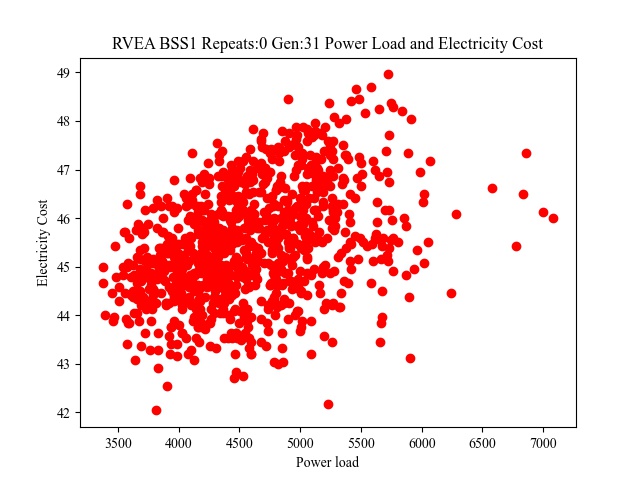 RVEA BSS1 Repeats:0 Gen:31 Power Load and Electricity Cost
49
48
47
46
45
44
43
42
Electricity Cost
3500 4000 4500 5000 5500 6000 6500 7000
Power load